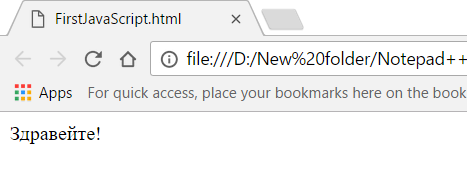 FirstJavaScript.html
file:///D:/New%20folder/Notepad++
Apps For quick access, place your bookmarks here on the book
Здравейте!